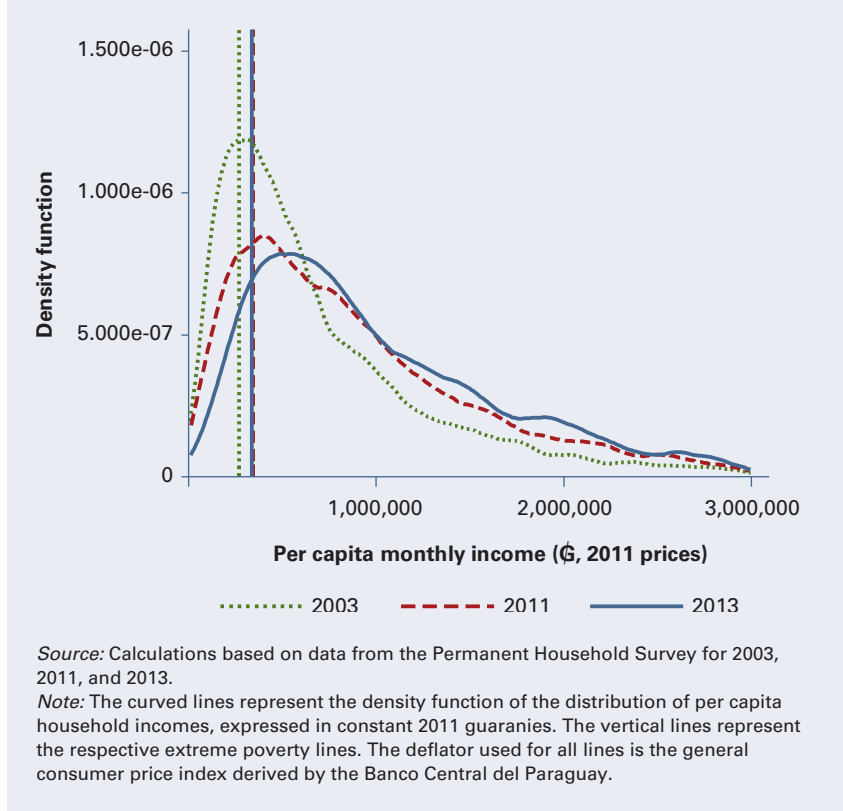 1.500e-06
1.000e-06
5.000e-07
0
Density function
1,000,000 2,000,000 3,000,000
Per capita monthly income (₲, 2011 prices)
2003 2011 2013
Source: Calculations based on data from the Permanent Household Survey for 2003,
2011, and 2013.
Note: The curved lines represent the density function of the distribution of per capita
household incomes, expressed in constant 2011 guaranies. The vertical lines represent
the respective extreme poverty lines. The deflator used for all lines is the general
consumer price index derived by the Banco Central del Paraguay.